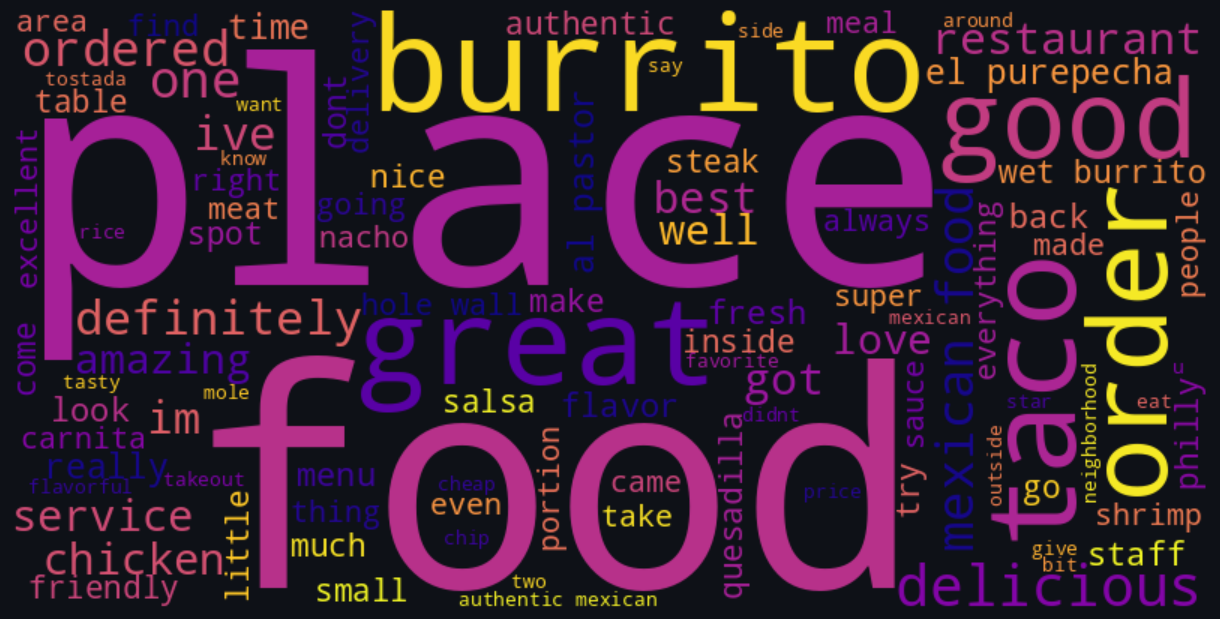 area
find
time
authentic
side
meal
around
ordered
burrito
restaurant
tostada
one
say
el purepecha
table
want
delivery
dont
good
place
ive
know
al pastor
steak
wet burrito
excellent
right
nice
best
people
meat
going
well
always
back
rice
spot
nacho
made
mexican food
everything
order
taco
definitely
hole wall
make
fresh
super
mexican
come
great
inside
love
amazing
favorite
tasty
mole
got
sauce
philly
u
look
im
salsa
flavor
didnt
star
eat
neighborhood
carnita
really
flavorful
takeout
menu
food
cheap
came
price
outside
go
thing
even
portion
take
quesadilla
try
service
little
chip
shrimp
chicken
much
give
bit
staff
friendly
small
two
authentic mexican
delicious